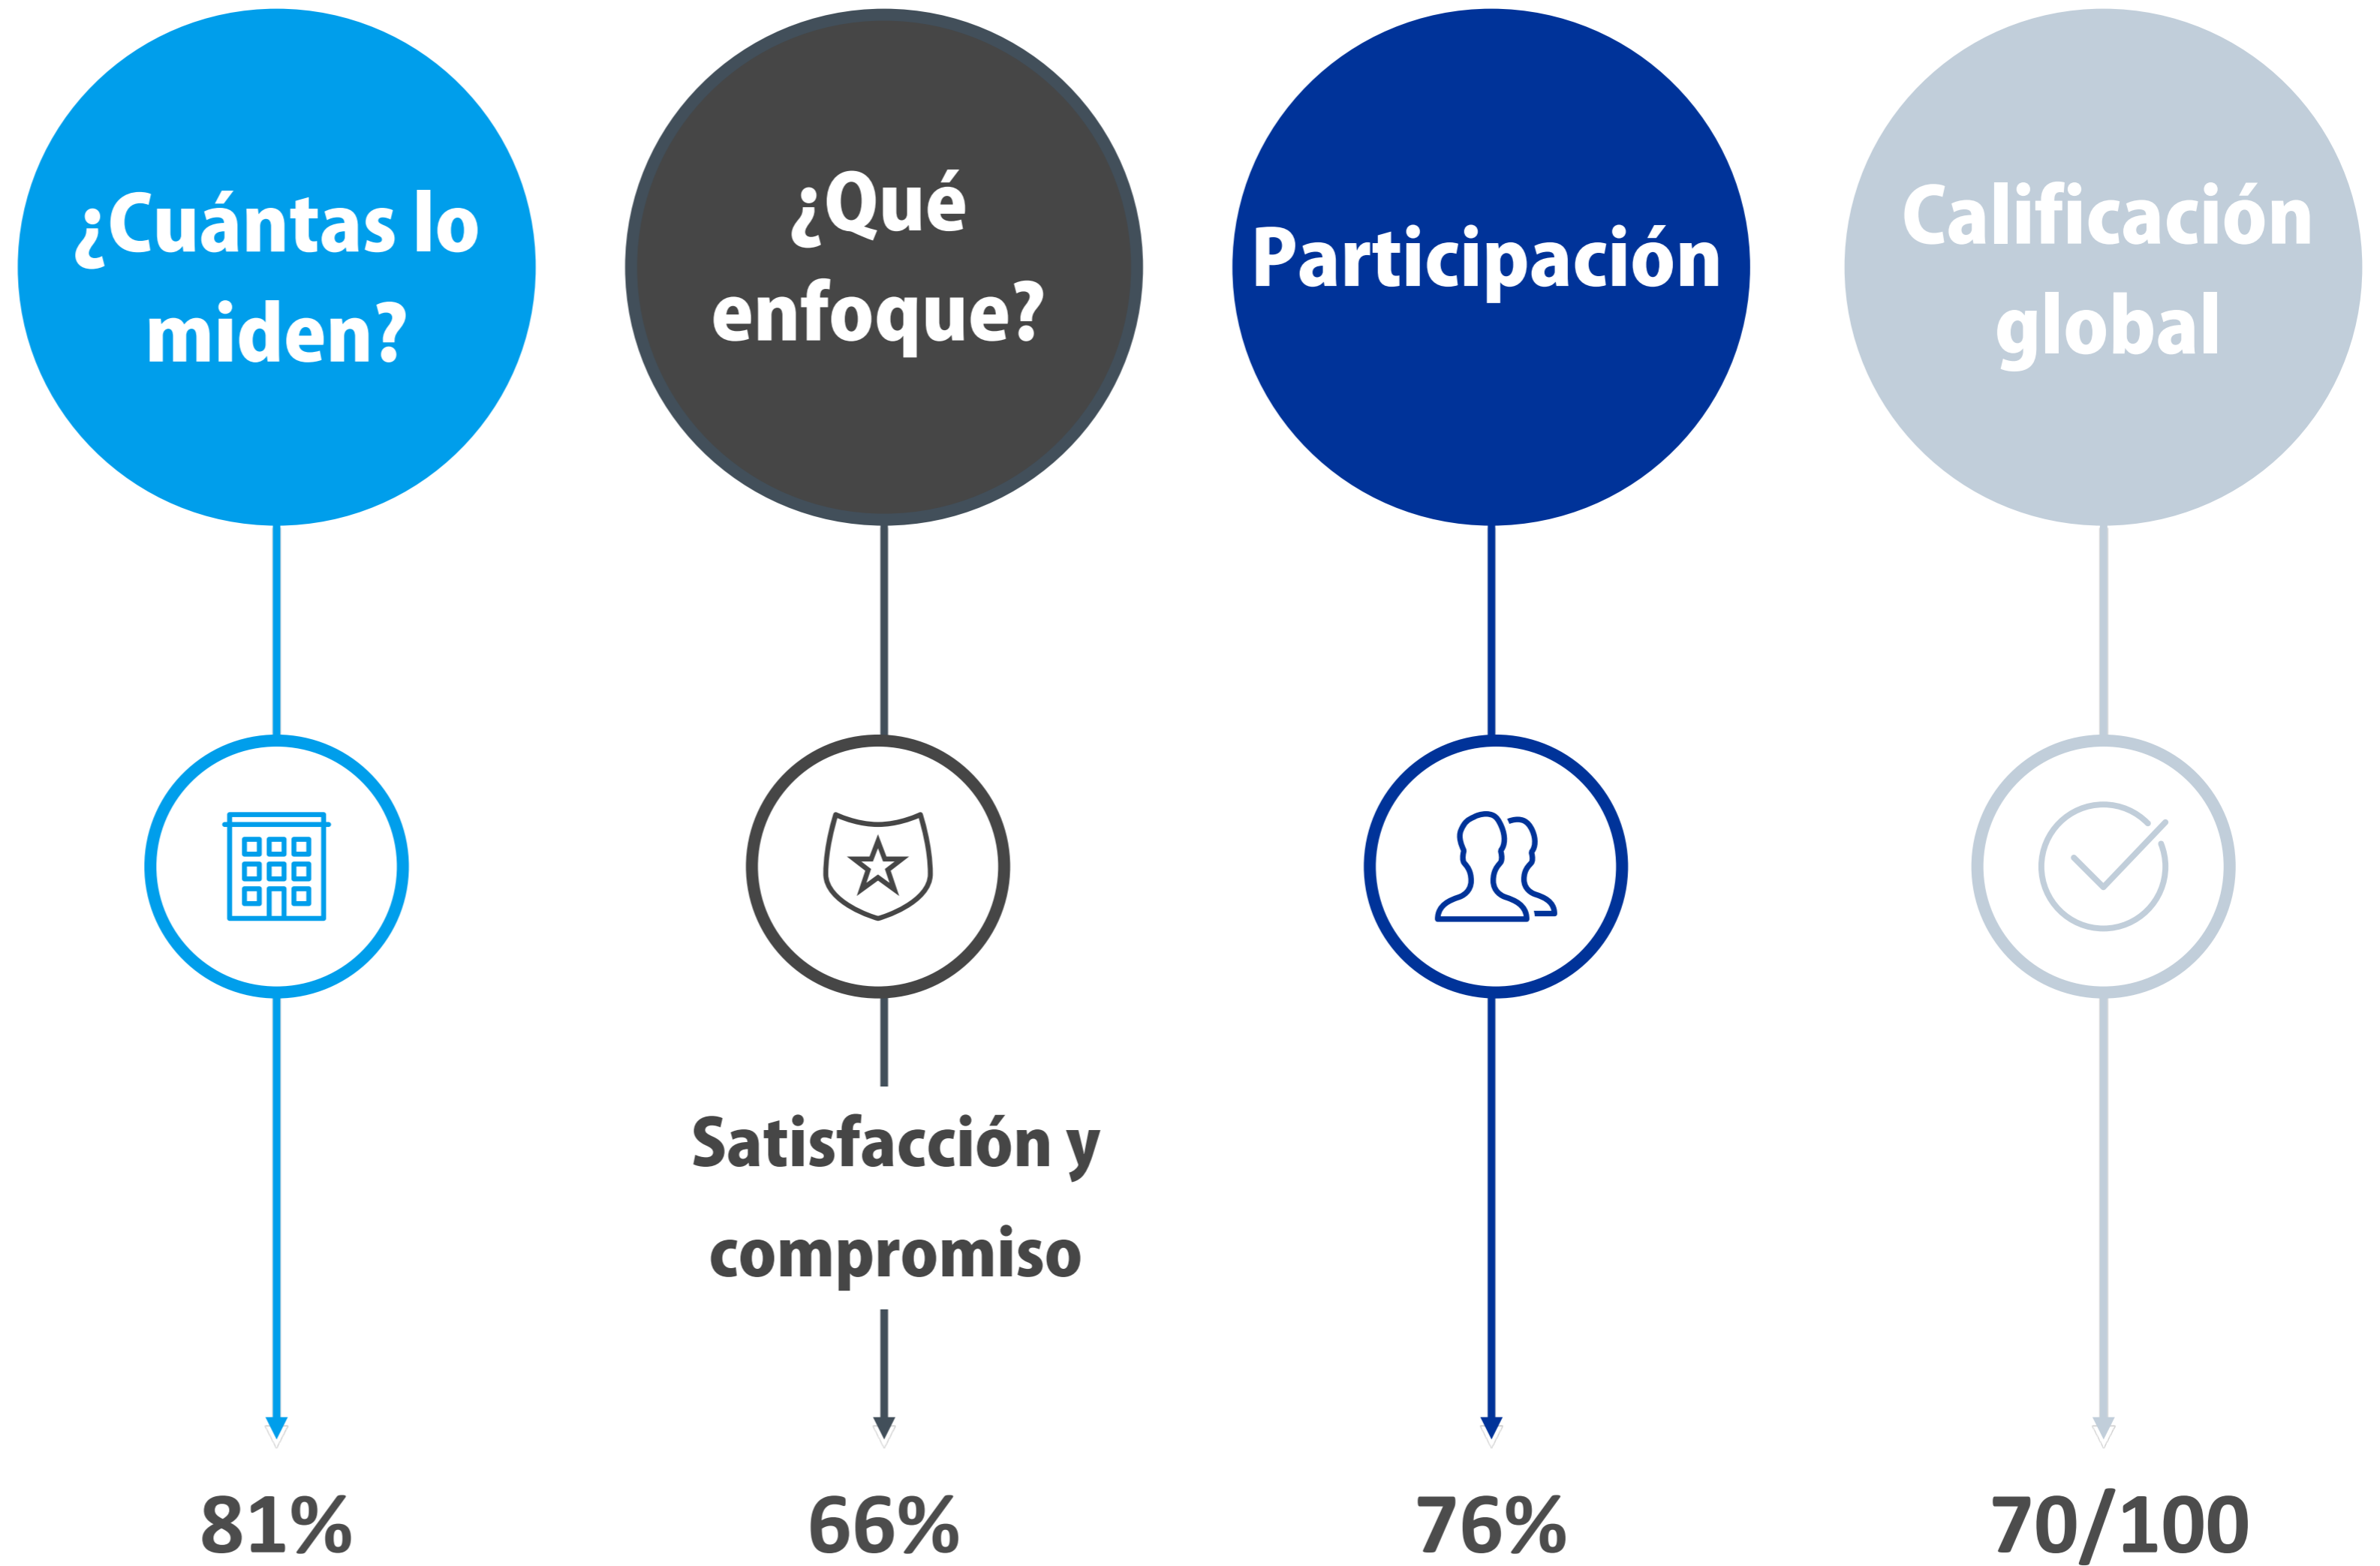 ¿Cuántas lo
miden?
¿Qué
enfoque?
Participación
Calificación
global
Satisfacción y
compromiso
81%
66%
76%
70/100